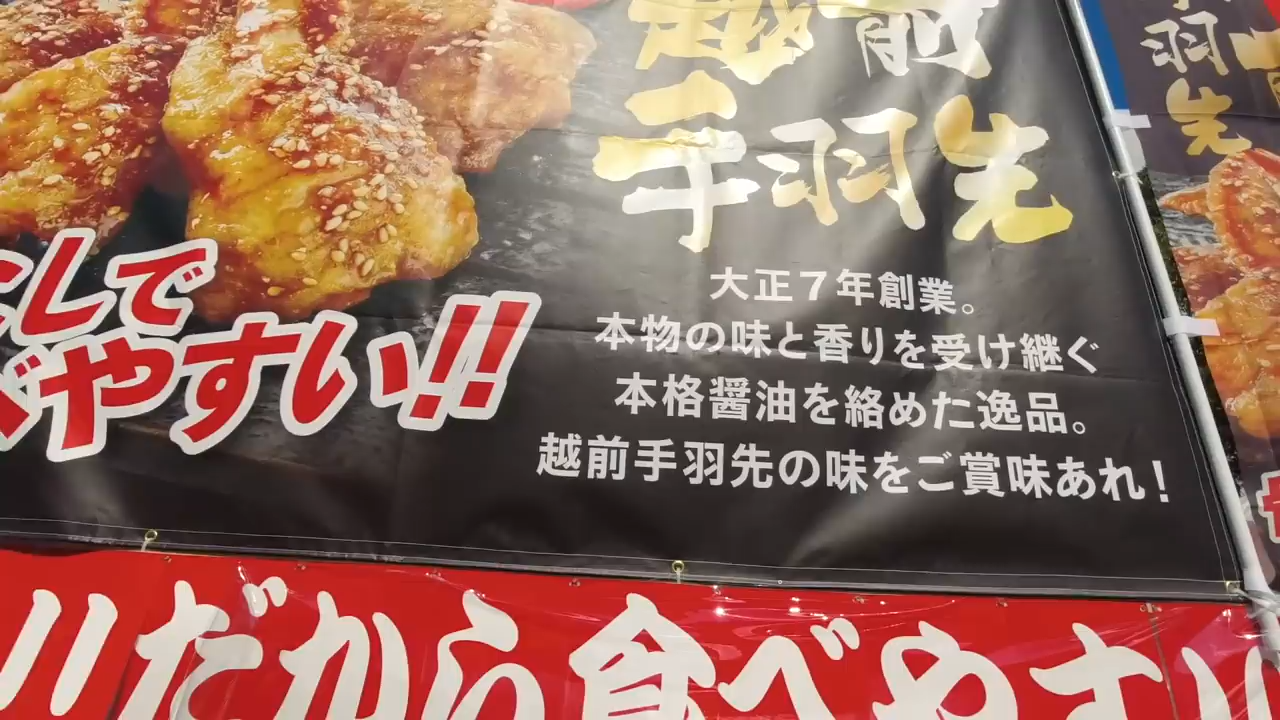 越前
手羽先
大正7年創業。
本物の味と香りを受け継ぐ
本格醤油を絡めた逸品。
越前手羽先の味をご賞味あれ!
なしで
べやすい!!
だから食べやすい
羽先